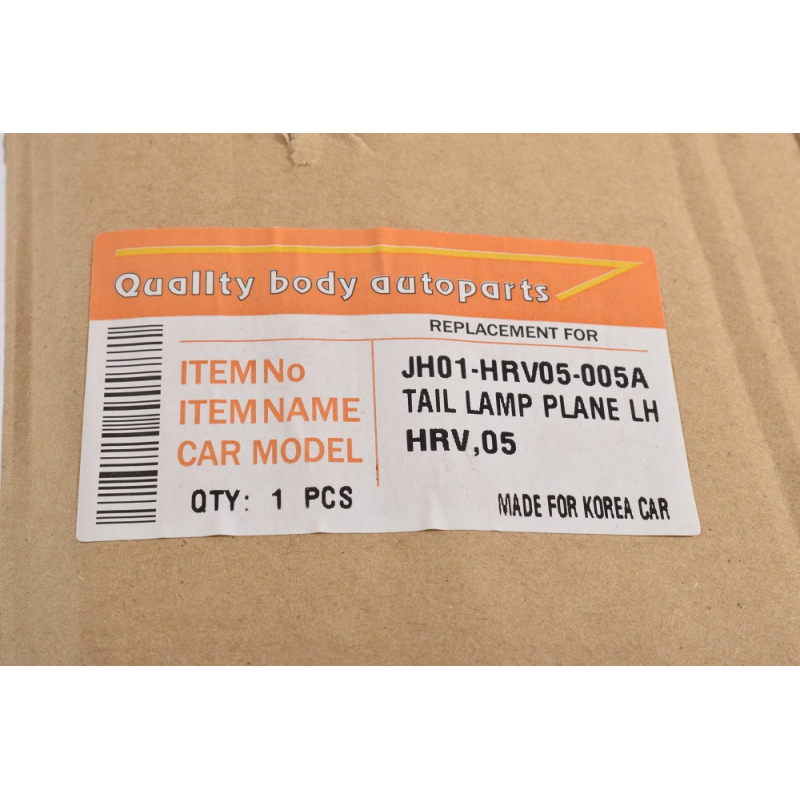 Quallty body autoparts
REPLACEMENT FOR
ITEM No JH01-HRV05-005A
ITEM NAME TAIL LAMP PLANE LH
CAR MODEL HRV,05
QTY: 1 PCS MADE FOR KOREA CAR